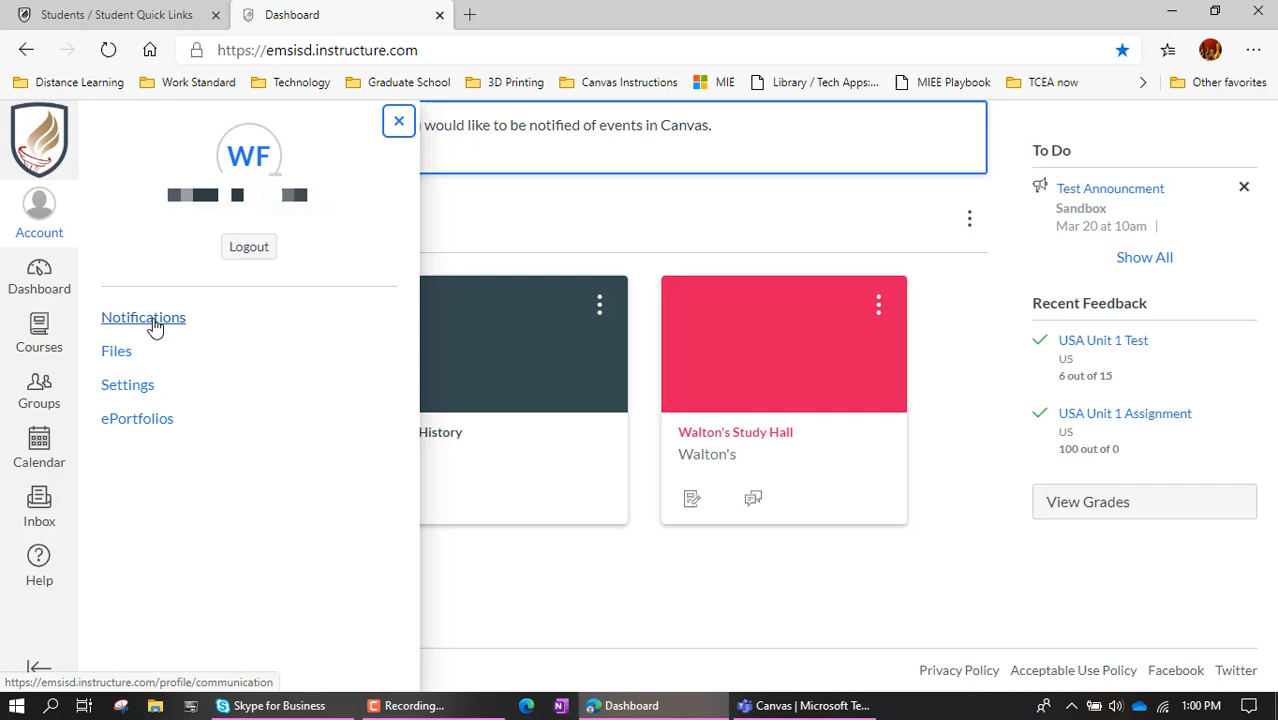 Students / Student Quick Links
Dashboard
https://emsisd.instructure.com
Distance Learning
Work Standard
Technology
Graduate School
3D Printing
Canvas Instructions
MIE
Library / Tech Apps:...
MIEE Playbook
TCEA now
Other favorites
WF
Logout
Notifications
Files
Settings
ePortfolios
Account
Dashboard
Courses
Groups
Calendar
Inbox
Help
would like to be notified of events in Canvas.
History
Walton's Study Hall
Walton's
To Do
Test Announcment
Sandbox
Mar 20 at 10am
Show All
Recent Feedback
USA Unit 1 Test
US
6 out of 15
USA Unit 1 Assignment
US
100 out of 0
View Grades
Privacy Policy Acceptable Use Policy Facebook Twitter
https://emsisd.instructure.com/profile/communication
Skype for Business
Recording...
Dashboard
Canvas | Microsoft Te...
1:00 PM